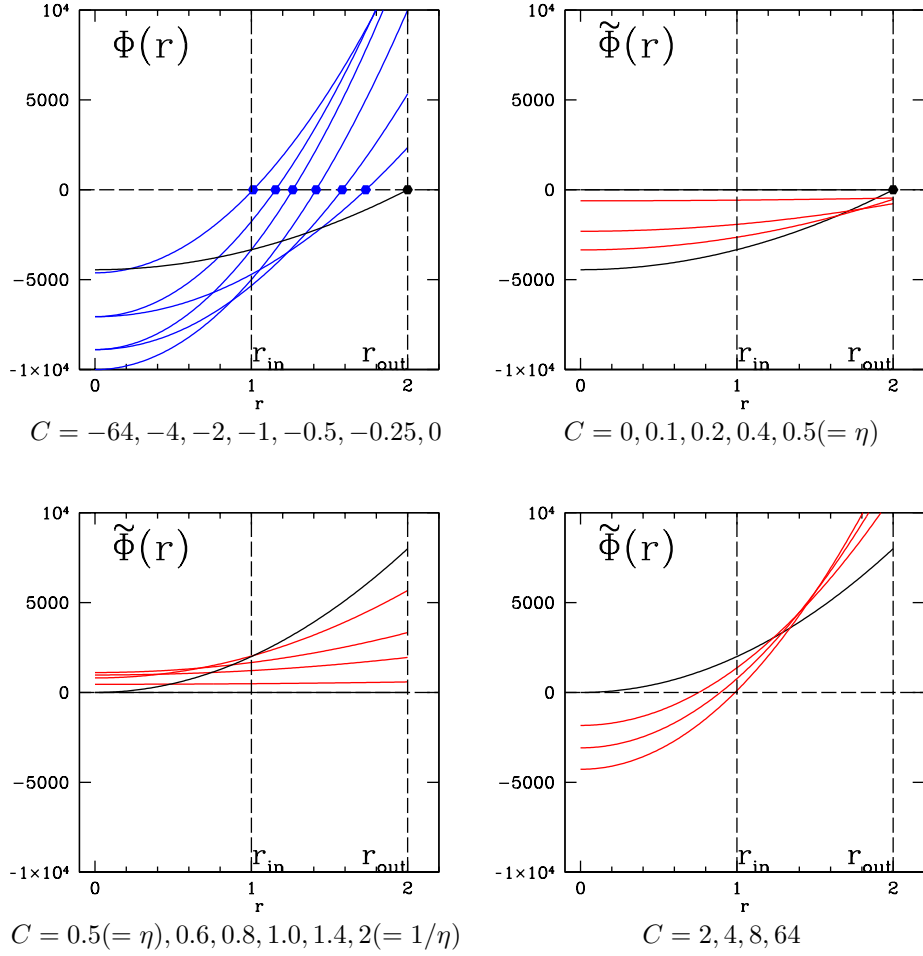 10⁴
Φ(r)
5000
0
-5000
-1×10⁴
r_in
r_out
0 1 2
r
C = −64, −4, −2, −1, −0.5, −0.25, 0
10⁴
Φ̃(r)
5000
0
-5000
-1×10⁴
r_in
r_out
0 1 2
r
C = 0, 0.1, 0.2, 0.4, 0.5(= η)
10⁴
Φ̃(r)
5000
0
-5000
-1×10⁴
r_in
r_out
0 1 2
r
C = 0.5(= η), 0.6, 0.8, 1.0, 1.4, 2(= 1/η)
10⁴
Φ̃(r)
5000
0
-5000
-1×10⁴
r_in
r_out
0 1 2
r
C = 2, 4, 8, 64